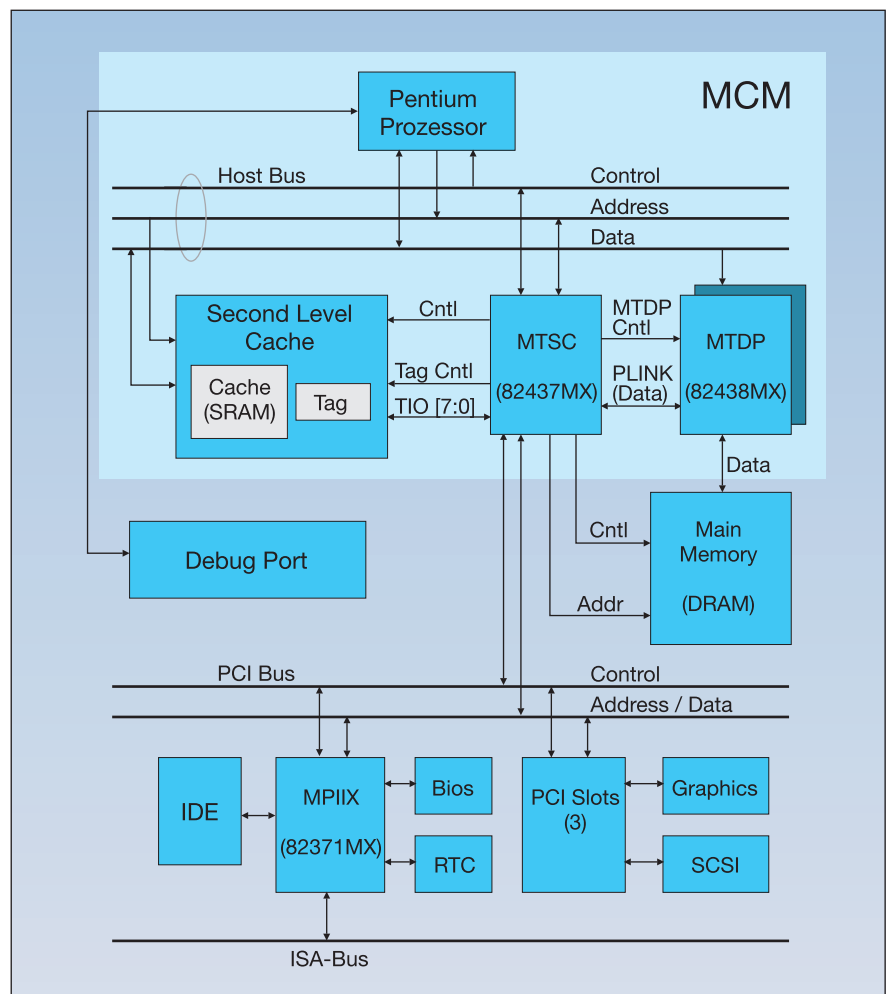 MCM
Pentium
Prozessor
Host Bus
Control
Address
Data
Second Level
Cache
Cache
(SRAM)
Tag
Cntl
Tag Cntl
TIO [7:0]
MTSC
(82437MX)
MTDP
Cntl
PLINK
(Data)
MTDP
(82438MX)
Data
Debug Port
Cntl
Addr
Main
Memory
(DRAM)
PCI Bus
Control
Address / Data
IDE
MPIIX
(82371MX)
Bios
RTC
PCI Slots
(3)
Graphics
SCSI
ISA-Bus